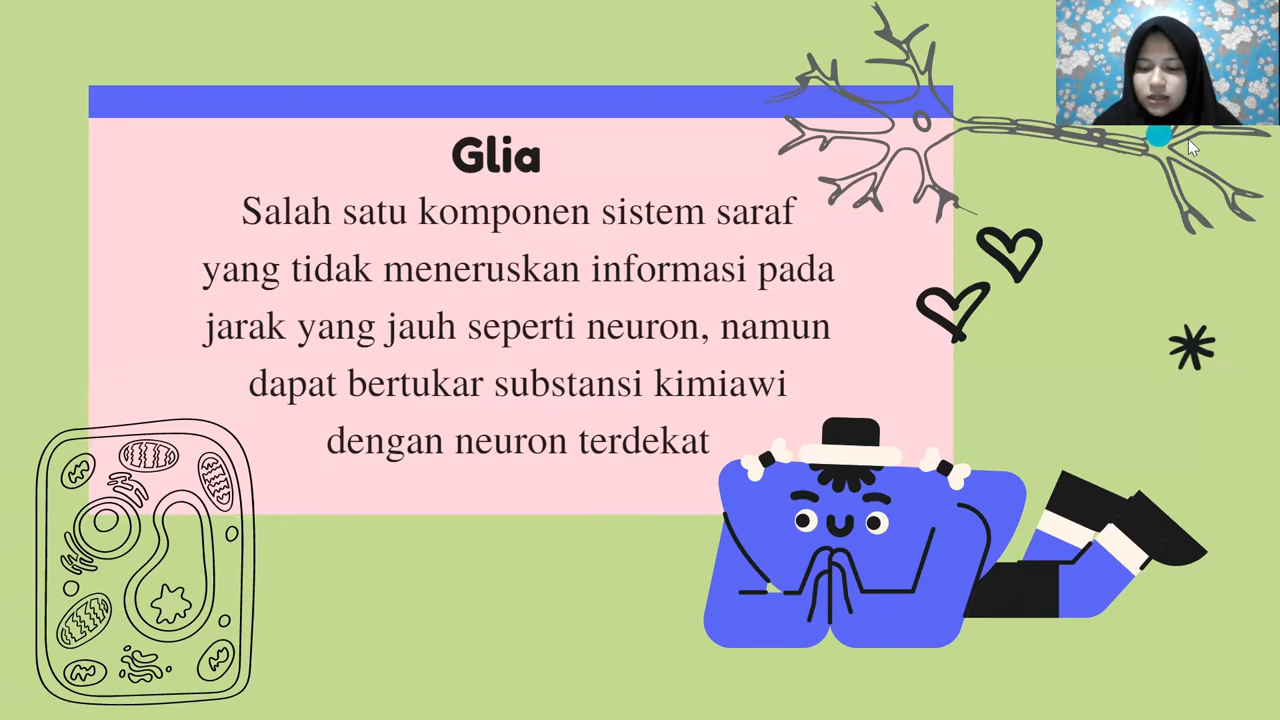 Glia
Salah satu komponen sistem saraf
yang tidak meneruskan informasi pada
jarak yang jauh seperti neuron, namun
dapat bertukar substansi kimiawi
dengan neuron terdekat